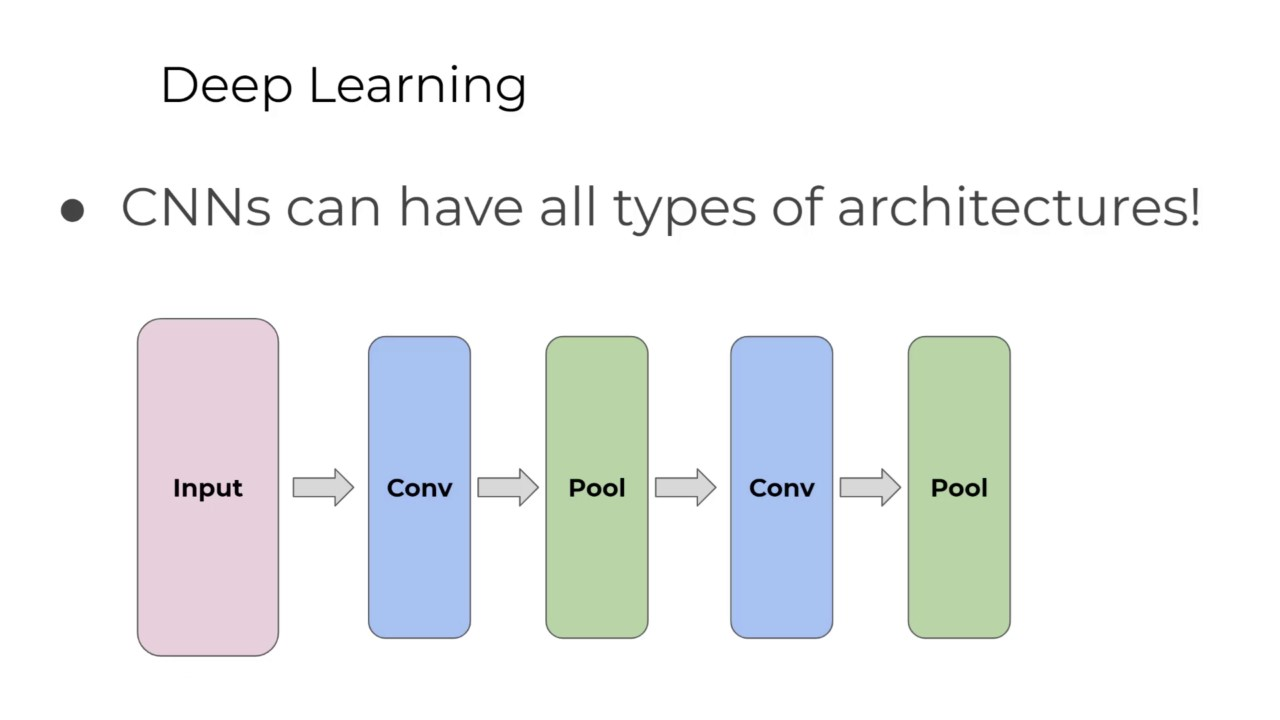 Deep Learning
● CNNs can have all types of architectures!
Input
Conv
Pool
Conv
Pool